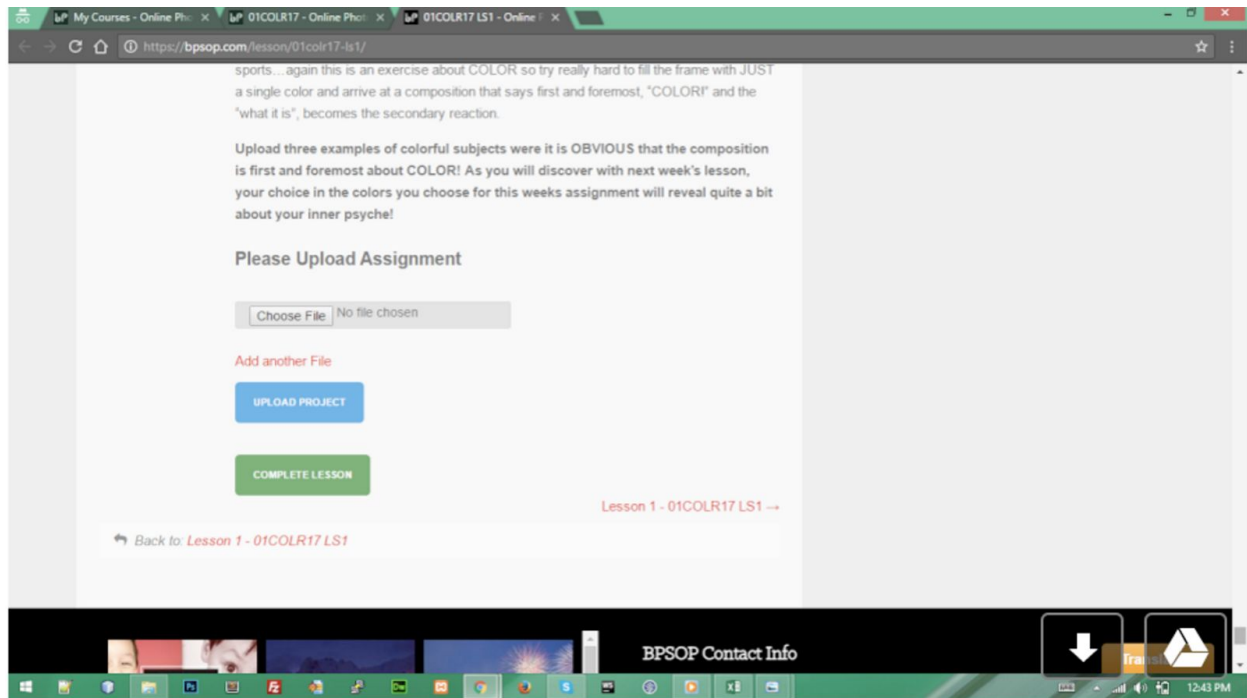 My Courses - Online Pho
01COLR17 - Online Phot
01COLR17 LS1 - Online P
https://bpsop.com/lesson/01colr17-ls1/
sports...again this is an exercise about COLOR so try really hard to fill the frame with JUST
a single color and arrive at a composition that says first and foremost, "COLOR!" and the
"what it is", becomes the secondary reaction.
Upload three examples of colorful subjects were it is OBVIOUS that the composition
is first and foremost about COLOR! As you will discover with next week's lesson,
your choice in the colors you choose for this weeks assignment will reveal quite a bit
about your inner psyche!
Please Upload Assignment
Choose File No file chosen
Add another File
UPLOAD PROJECT
COMPLETE LESSON
Lesson 1 - 01COLR17 LS1 →
Back to: Lesson 1 - 01COLR17 LS1
BPSOP Contact Info
12:43 PM